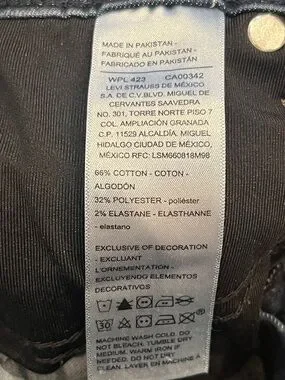 MADE IN PAKISTAN -
FABRIQUÉ AU PAKISTAN -
FABRICADO EN PAKISTÁN
WPL 423 CA00342
LEVI STRAUSS DE MÉXICO
S.A. DE C.V.BLVD. MIGUEL DE
CERVANTES SAAVEDRA
NO. 301, TORRE NORTE PISO 7
COL. AMPLIACIÓN GRANADA
C.P. 11529 ALCALDÍA. MIGUEL
HIDALGO CIUDAD DE MÉXICO,
MÉXICO RFC: LSM660818M98
66% COTTON - COTON -
ALGODÓN
32% POLYESTER - poliéster
2% ELASTANE - ELASTHANNE
- elastano
EXCLUSIVE OF DECORATION
- EXCLUANT
L'ORNEMENTATION -
EXCLUYENDO ELEMENTOS
DECORATIVOS
30
MACHINE WASH COLD. DO
NOT BLEACH. TUMBLE DRY
MEDIUM. WARM IRON IF
NEEDED. DO NOT DRY
CLEAN. LAVER EN MACHINE À